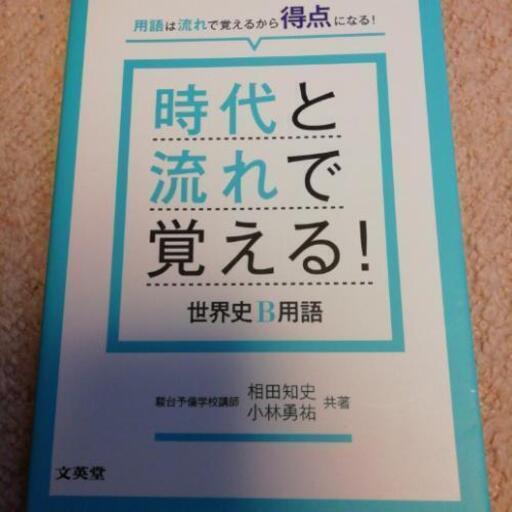 用語は流れで覚えるから得点になる!
時代と
流れで
覚える!
世界史B用語
駿台予備学校講師 相田知史 共著
小林勇祐
文英堂